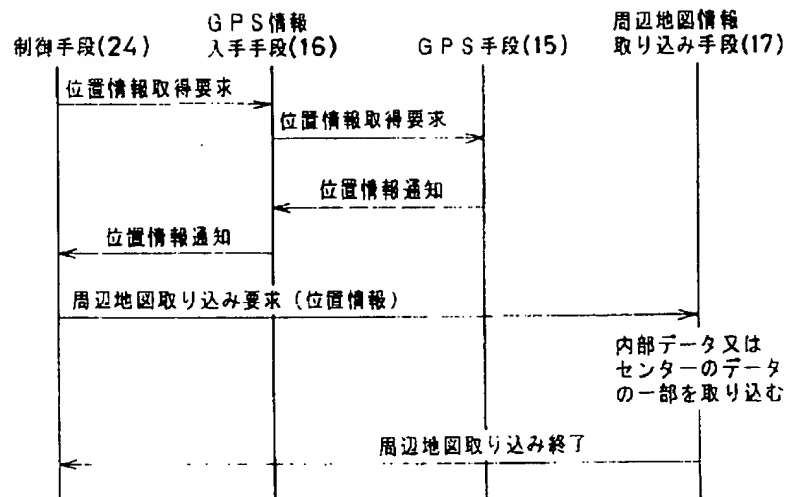 制御手段(24)
GPS情報
入手手段(16)
GPS手段(15)
周辺地図情報
取り込み手段(17)
位置情報取得要求
位置情報取得要求
位置情報通知
位置情報通知
周辺地図取り込み要求(位置情報)
内部データ又は
センターのデータ
の一部を取り込む
周辺地図取り込み終了